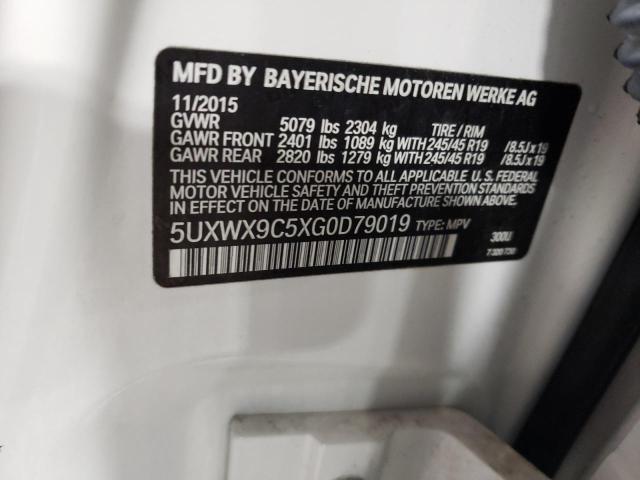 MFD BY BAYERISCHE MOTOREN WERKE AG
11/2015
GVWR 5079 lbs 2304 kg TIRE / RIM
GAWR FRONT 2401 lbs 1089 kg WITH 245/45 R19 /8.5J x 19
GAWR REAR 2820 lbs 1279 kg WITH 245/45 R19 /8.5J x 19
THIS VEHICLE CONFORMS TO ALL APPLICABLE U.S. FEDERAL
MOTOR VEHICLE SAFETY AND THEFT PREVENTION STANDARDS
IN EFFECT ON THE DATE OF MANUFACTURE SHOWN ABOVE.
5UXWX9C5XG0D79019 TYPE: MPV
300U
7 320 750